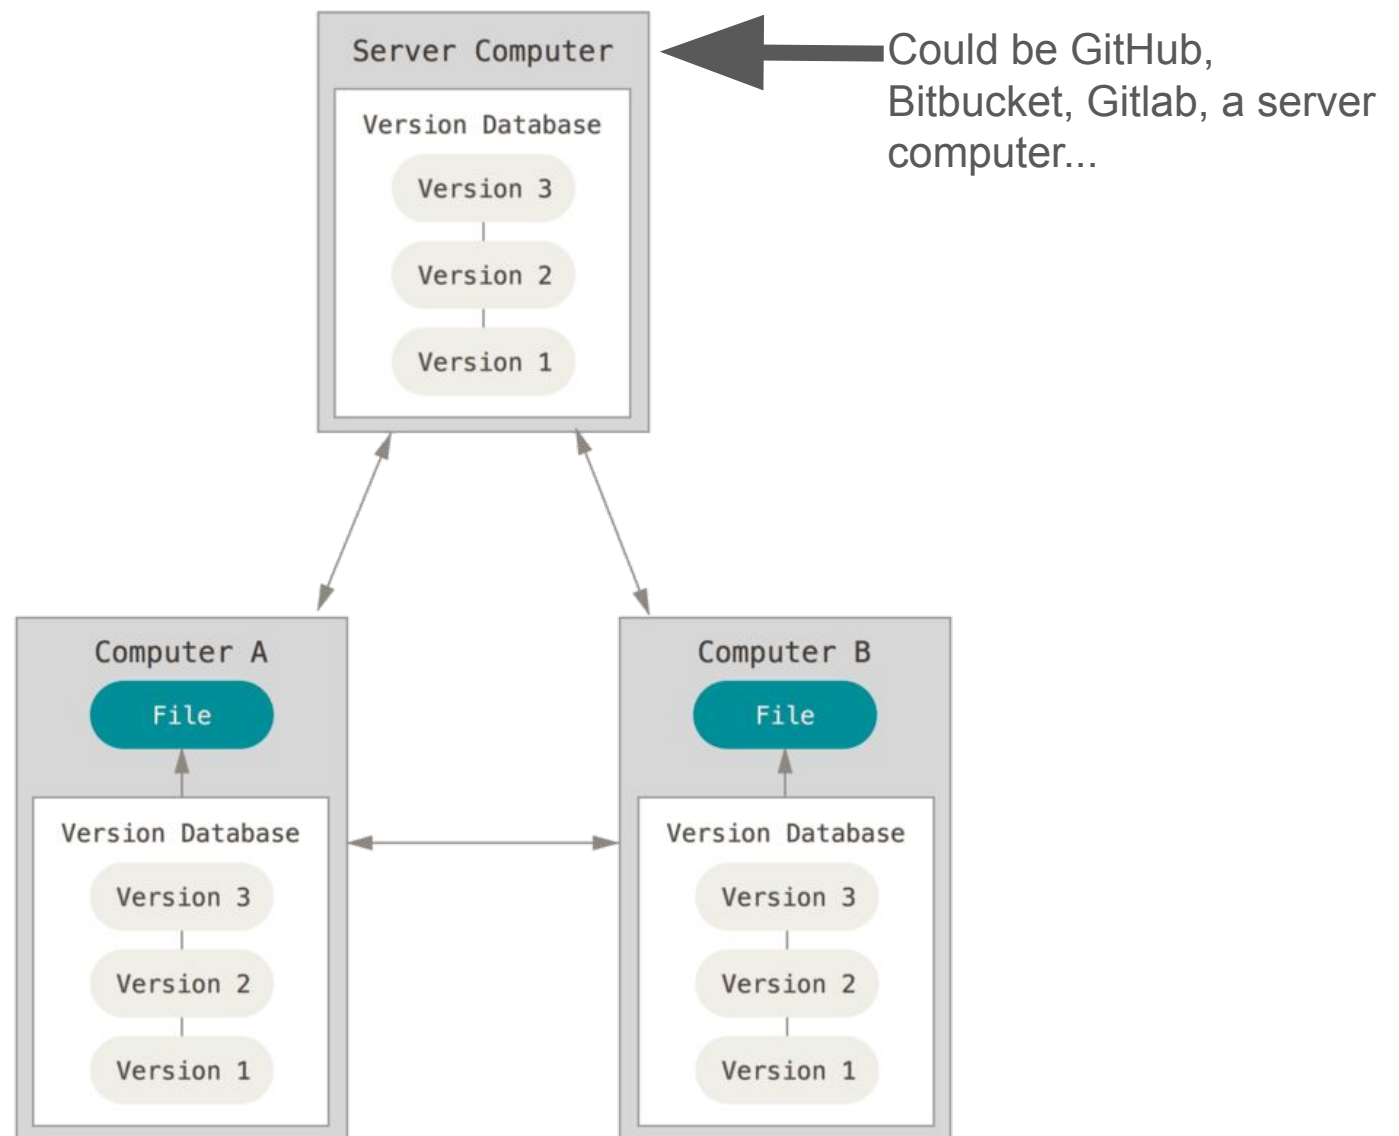 Server Computer
Could be GitHub,
Bitbucket, Gitlab, a server
computer...
Version Database
Version 3
Version 2
Version 1
Computer A
File
Version Database
Version 3
Version 2
Version 1
Computer B
File
Version Database
Version 3
Version 2
Version 1